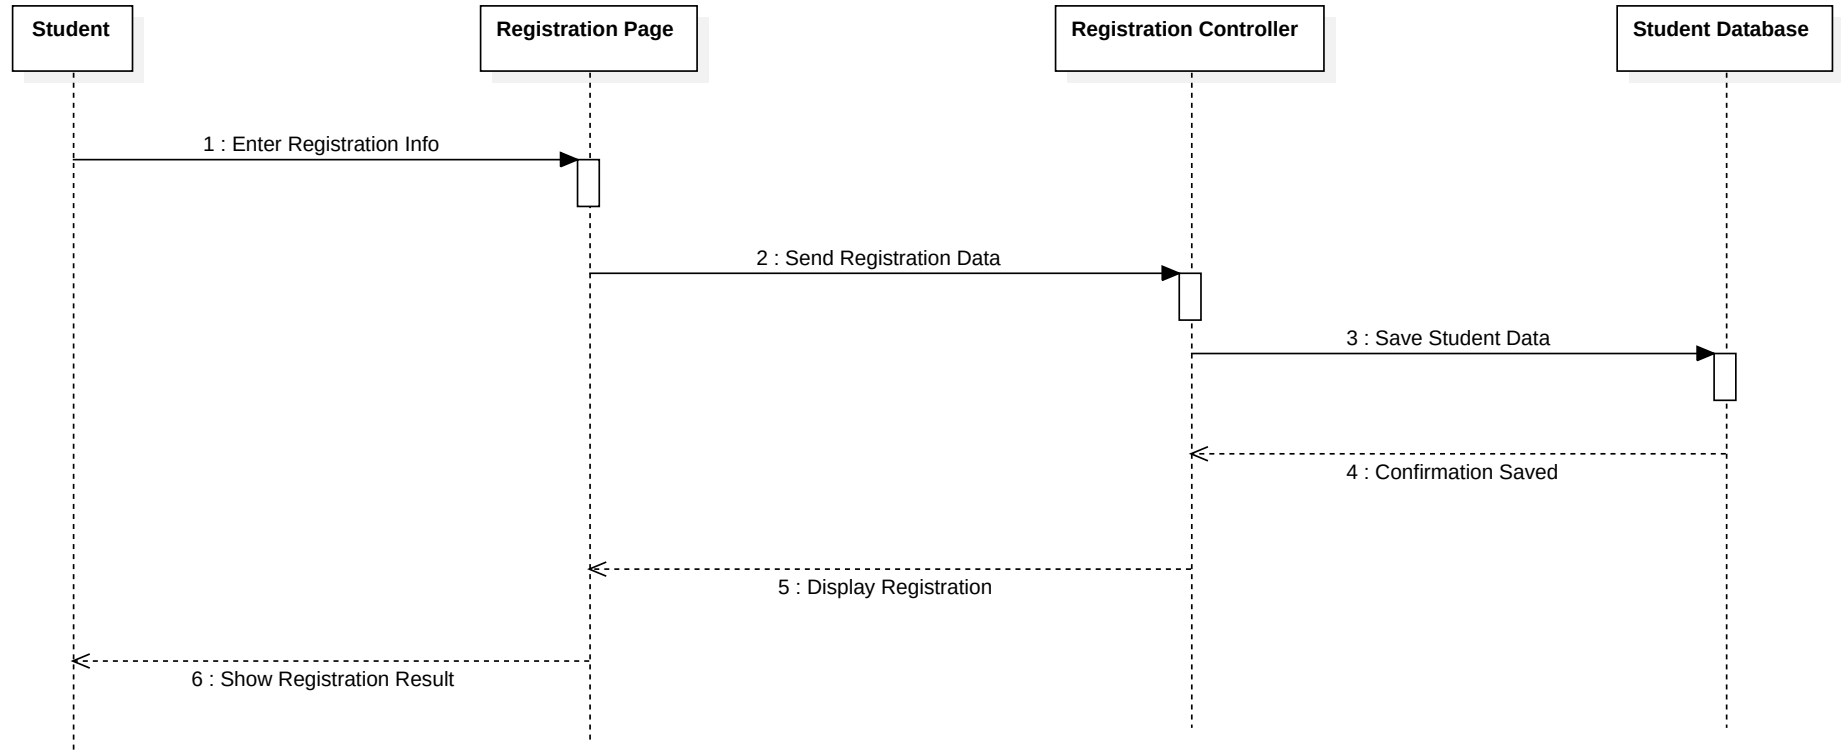 Student
Registration Page
Registration Controller
Student Database
1 : Enter Registration Info
2 : Send Registration Data
3 : Save Student Data
4 : Confirmation Saved
5 : Display Registration
6 : Show Registration Result